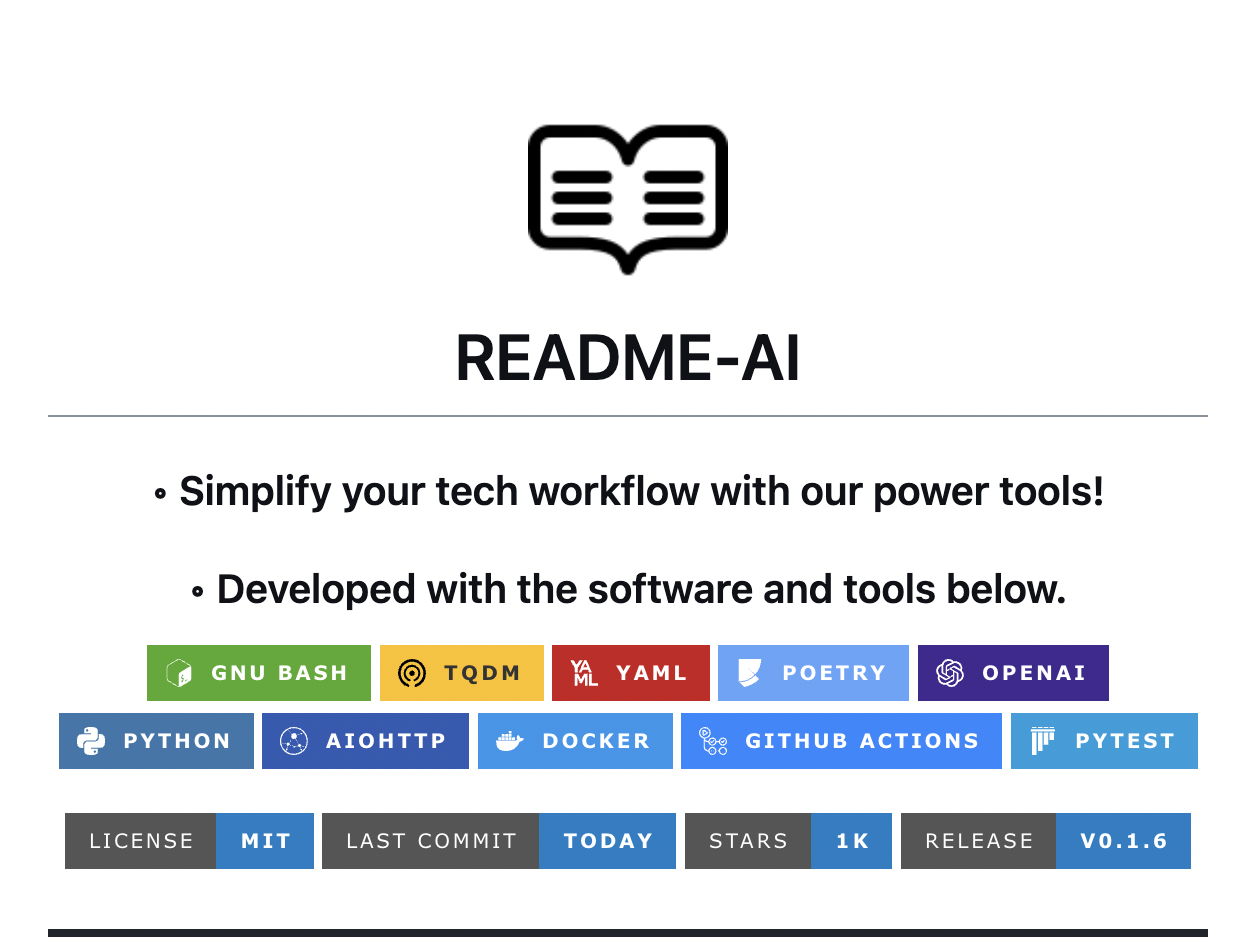 README-AI
◦ Simplify your tech workflow with our power tools!
◦ Developed with the software and tools below.
GNU BASH TQDM YAML POETRY OPENAI
PYTHON AIOHTTP DOCKER GITHUB ACTIONS PYTEST
LICENSE MIT LAST COMMIT TODAY STARS 1K RELEASE V0.1.6